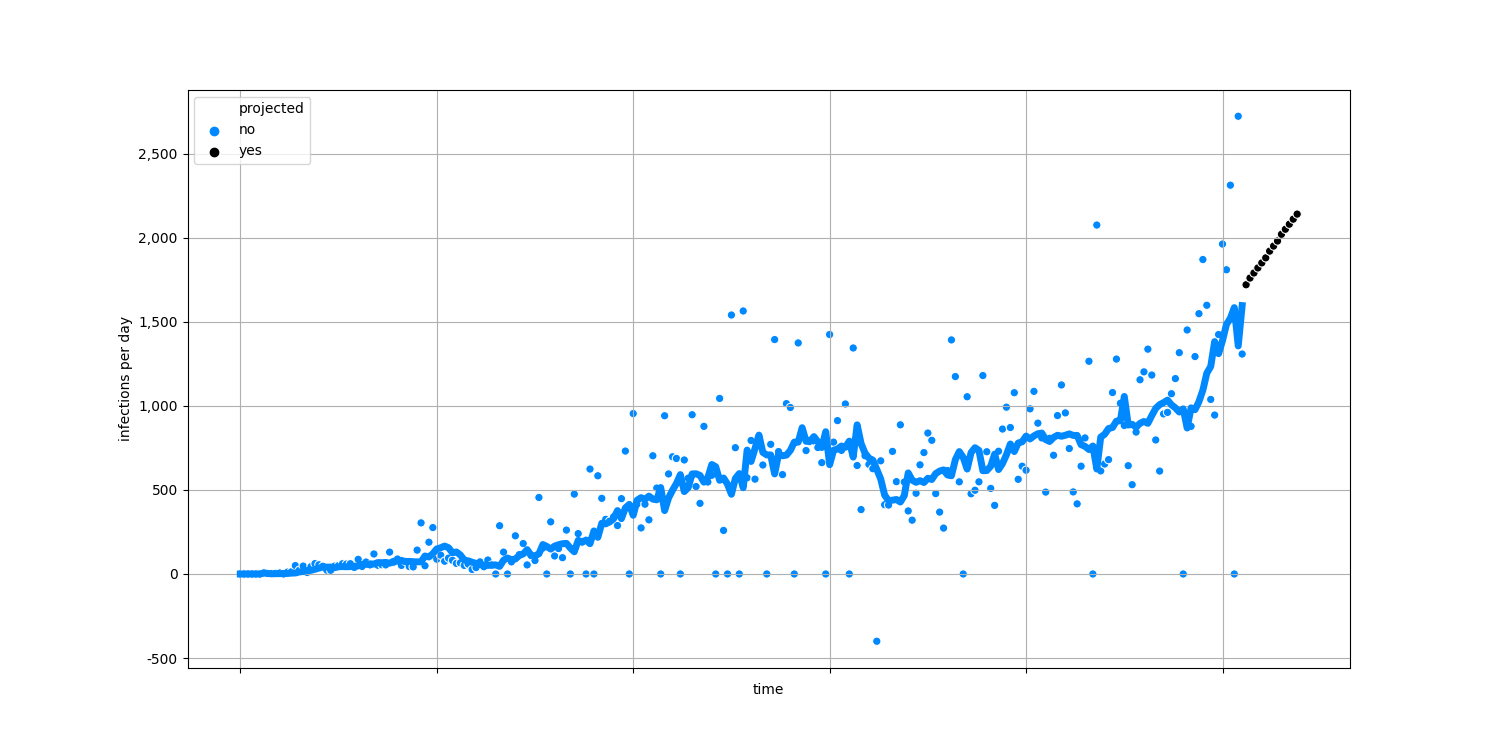 projected
no
yes
2,500
2,000
1,500
1,000
500
0
-500
infections per day
time